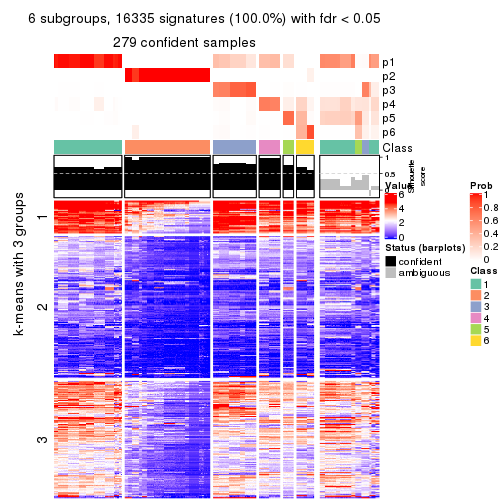 6 subgroups, 16335 signatures (100.0%) with fdr < 0.05
279 confident samples
p1
p2
p3
p4
p5
p6
Class
1
0.5
0
Silhouette
score
k-means with 3 groups
1
2
3
Value
6
4
2
0
Status (barplots)
confident
ambiguous
Prob
1
0.8
0.6
0.4
0.2
0
Class
1
2
3
4
5
6